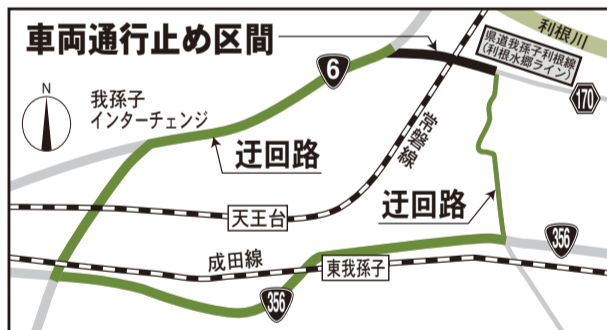 車両通行止め区間
利根川
県道我孫子利根線
(利根水郷ライン)
6
170
N
我孫子
インターチェンジ
迂回路
常磐線
迂回路
天王台
356
成田線
東我孫子
356